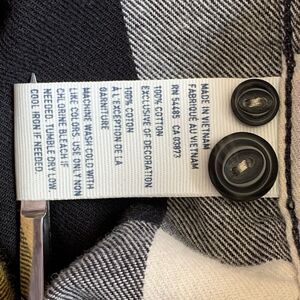 MADE IN VIETNAM
FABRIQUÉ AU VIETNAM
RN 54485 CA 03973
100% COTTON
EXCLUSIVE OF DECORATION
100% COTON
À L'EXCEPTION DE LA
GARNITURE
MACHINE WASH COLD WITH
LIKE COLORS. USE ONLY NON
CHLORINE BLEACH IF
NEEDED. TUMBLE DRY LOW.
COOL IRON IF NEEDED.